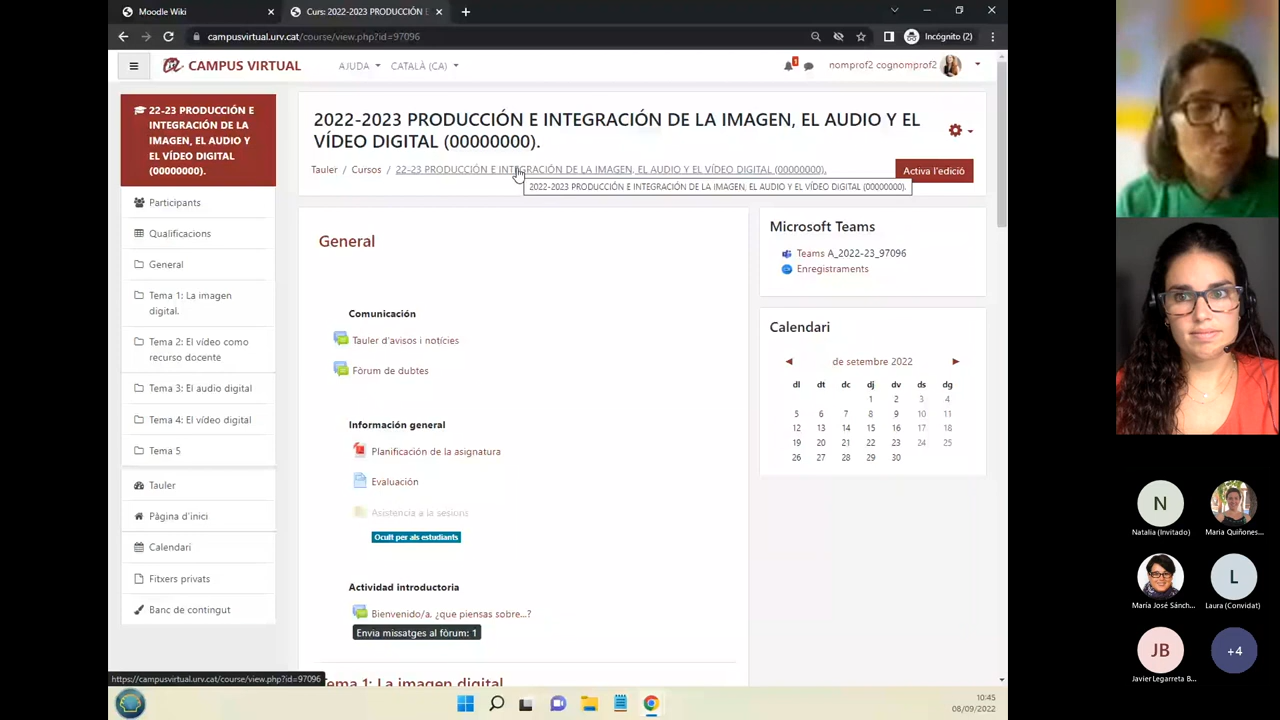 Moodle Wiki
Curs: 2022-2023 PRODUCCIÓN E
campusvirtual.urv.cat/course/view.php?id=97096
Incógnito (2)
CAMPUS VIRTUAL
AJUDA
CATALÀ (CA)
nomprof2 cognomprof2
22-23 PRODUCCIÓN E
INTEGRACIÓN DE LA
IMAGEN, EL AUDIO Y
EL VÍDEO DIGITAL
(00000000).
Participants
Qualificacions
General
Tema 1: La imagen
digital.
Tema 2: El vídeo como
recurso docente
Tema 3: El audio digital
Tema 4: El vídeo digital
Tema 5
Tauler
Pàgina d'inici
Calendari
Fitxers privats
Banc de contingut
2022-2023 PRODUCCIÓN E INTEGRACIÓN DE LA IMAGEN, EL AUDIO Y EL
VÍDEO DIGITAL (00000000).
Tauler / Cursos / 22-23 PRODUCCIÓN E INTEGRACIÓN DE LA IMAGEN, EL AUDIO Y EL VÍDEO DIGITAL (00000000).
2022-2023 PRODUCCIÓN E INTEGRACIÓN DE LA IMAGEN, EL AUDIO Y EL VÍDEO DIGITAL (00000000).
Activa l'edició
General
Comunicación
Tauler d'avisos i notícies
Fòrum de dubtes
Información general
Planificación de la asignatura
Evaluación
Asistencia a la sesions
Ocult per als estudiants
Actividad introductoria
Bienvenido/a. ¿que piensas sobre...?
Envia missatges al fòrum: 1
Tema 1: La imagen digital
Microsoft Teams
Teams A_2022-23_97096
Enregistraments
Calendari
◄ de setembre 2022 ►
dl dt dc dj dv ds dg
1 2 3 4
5 6 7 8 9 10 11
12 13 14 15 16 17 18
19 20 21 22 23 24 25
26 27 28 29 30
https://campusvirtual.urv.cat/course/view.php?id=97096
10:45
08/09/2022
N
Natalia (Invitado)
Maria Quiñones...
María José Sánch...
L
Laura (Convidat)
JB
Javier Legarreta B...
+4